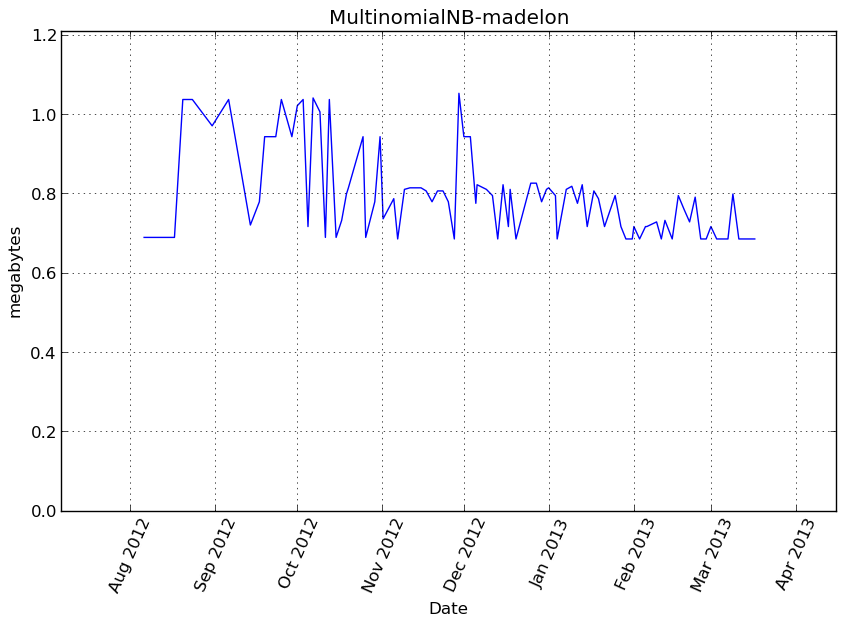 MultinomialNB-madelon
1.2
1.0
0.8
0.6
0.4
0.2
0.0
megabytes
Aug 2012
Sep 2012
Oct 2012
Nov 2012
Dec 2012
Jan 2013
Feb 2013
Mar 2013
Apr 2013
Date